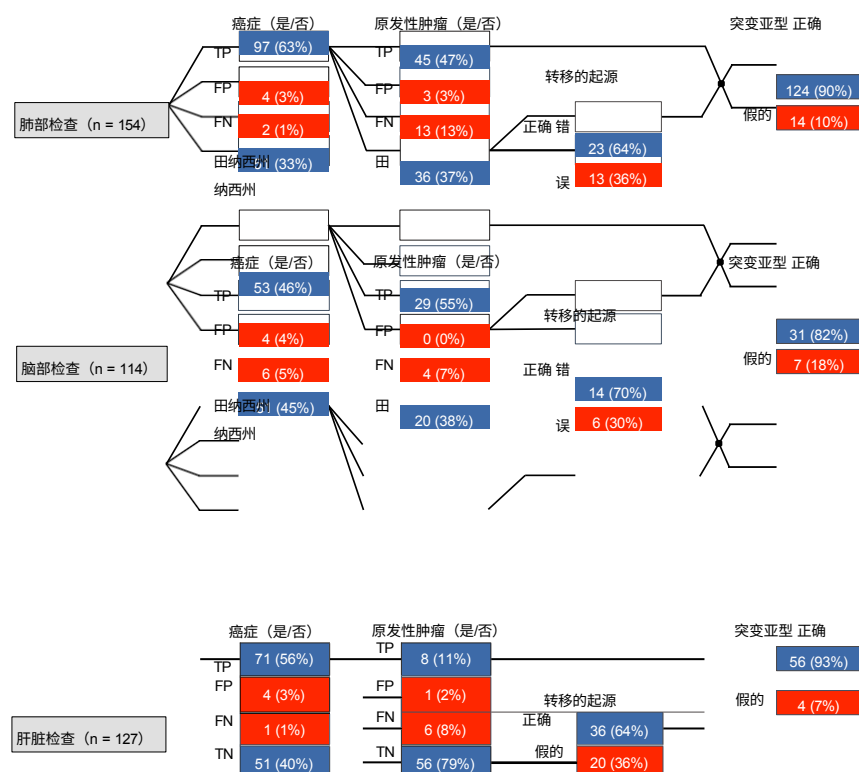 癌症（是/否） 原发性肿瘤（是/否） 突变亚型 正确
TP 97 (63%) TP 45 (47%)
转移的起源
FP 4 (3%) FP 3 (3%) 124 (90%)
肺部检查（n = 154） FN 2 (1%) FN 13 (13%) 正确 错 假的 14 (10%)
23 (64%)
田纳西州 51 (33%) 田 36 (37%) 误 13 (36%)
纳西州
癌症（是/否） 原发性肿瘤（是/否） 突变亚型 正确
TP 53 (46%) TP 29 (55%)
转移的起源
FP 4 (4%) FP 0 (0%) 31 (82%)
脑部检查（n = 114） FN 6 (5%) FN 4 (7%) 正确 错 假的 7 (18%)
14 (70%)
田纳西州 51 (45%) 田 20 (38%) 误 6 (30%)
纳西州
癌症（是/否） 原发性肿瘤（是/否） 突变亚型 正确
TP 71 (56%) TP 8 (11%) 56 (93%)
FP 4 (3%) FP 1 (2%) 转移的起源 假的 4 (7%)
肝脏检查（n = 127） FN 1 (1%) FN 6 (8%) 正确 36 (64%)
TN 51 (40%) TN 56 (79%) 假的 20 (36%)